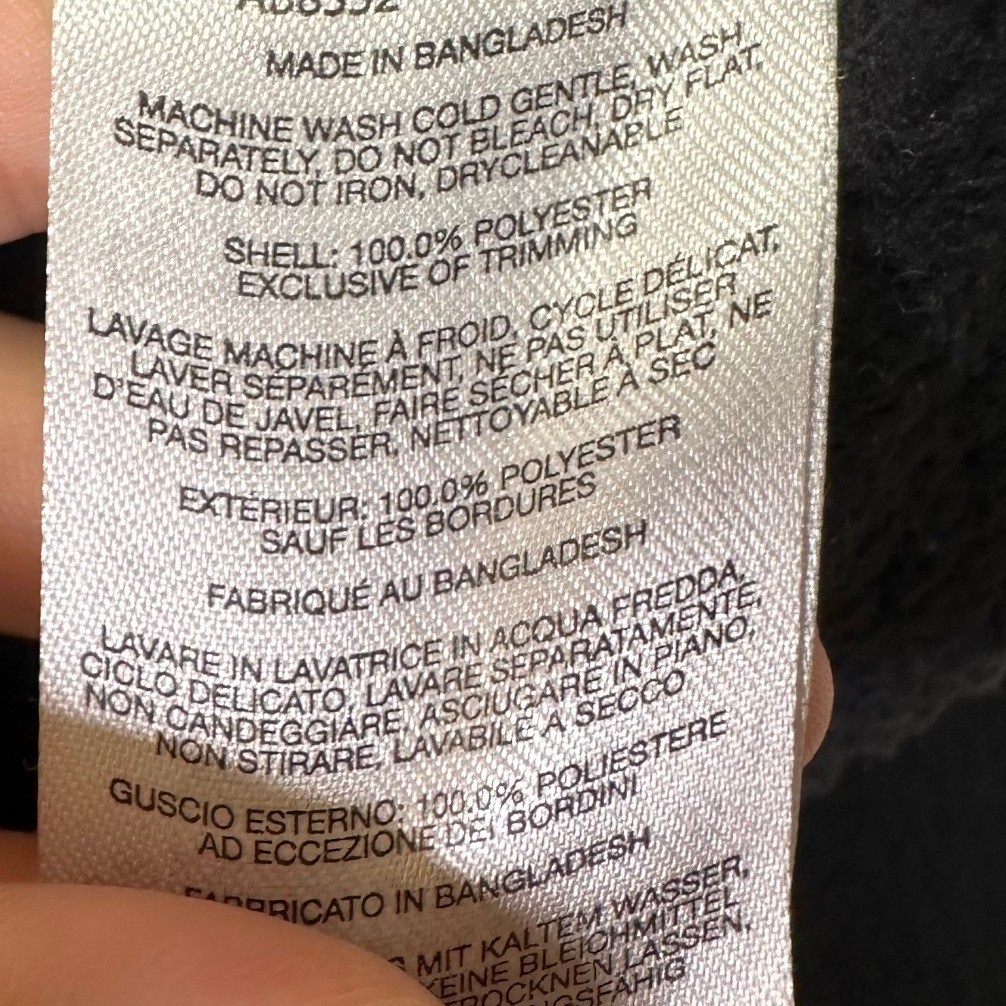 MADE IN BANGLADESH
MACHINE WASH COLD GENTLE, WASH
SEPARATELY, DO NOT BLEACH, DRY FLAT,
DO NOT IRON, DRYCLEANABLE
SHELL: 100.0% POLYESTER
EXCLUSIVE OF TRIMMING
LAVAGE MACHINE À FROID, CYCLE DÉLICAT,
LAVER SÉPARÉMENT, NE PAS UTILISER
D'EAU DE JAVEL, FAIRE SÉCHER À PLAT, NE
PAS REPASSER, NETTOYABLE À SEC
EXTÉRIEUR: 100.0% POLYESTER
SAUF LES BORDURES
FABRIQUÉ AU BANGLADESH
LAVARE IN LAVATRICE IN ACQUA FREDDA,
CICLO DELICATO, LAVARE SEPARATAMENTE,
NON CANDEGGIARE, ASCIUGARE IN PIANO,
NON STIRARE, LAVABILE A SECCO
GUSCIO ESTERNO: 100.0% POLIESTERE
AD ECCEZIONE DEI BORDINI
FABBRICATO IN BANGLADESH
MIT KALTEM WASSER,
KEINE BLEICHMITTEL
TROCKNEN LASSEN,